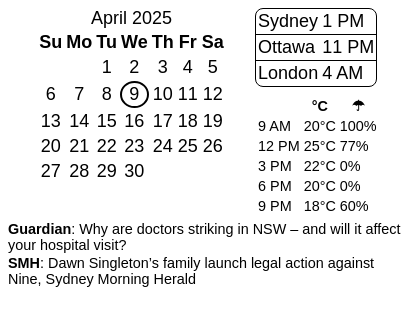 April 2025
Su Mo Tu We Th Fr Sa
1 2 3 4 5
6 7 8 9 10 11 12
13 14 15 16 17 18 19
20 21 22 23 24 25 26
27 28 29 30
Sydney 1 PM
Ottawa 11 PM
London 4 AM
°C ☂
9 AM 20°C 100%
12 PM 25°C 77%
3 PM 22°C 0%
6 PM 20°C 0%
9 PM 18°C 60%
Guardian: Why are doctors striking in NSW – and will it affect
your hospital visit?
SMH: Dawn Singleton's family launch legal action against
Nine, Sydney Morning Herald